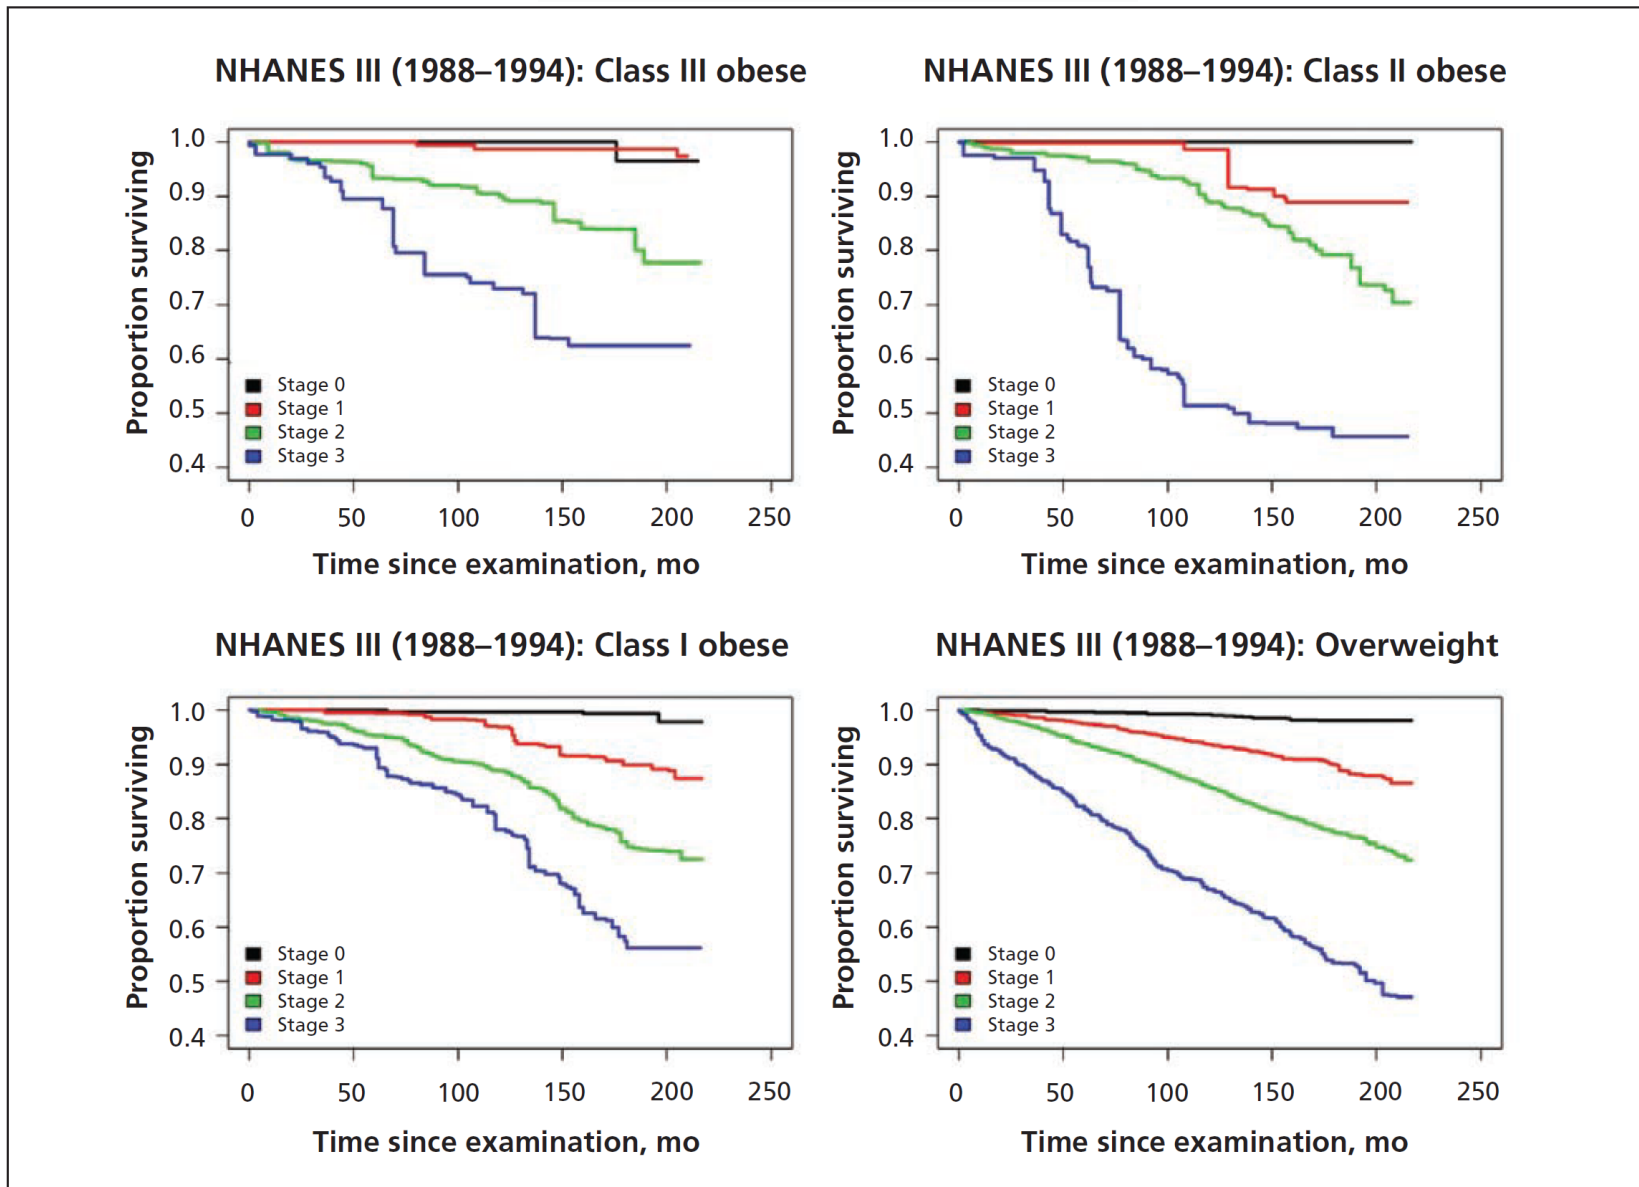 NHANES III (1988–1994): Class III obese
Proportion surviving
1.0
0.9
0.8
0.7
0.6
0.5
0.4
Stage 0
Stage 1
Stage 2
Stage 3
0 50 100 150 200 250
Time since examination, mo
NHANES III (1988–1994): Class II obese
Proportion surviving
1.0
0.9
0.8
0.7
0.6
0.5
0.4
Stage 0
Stage 1
Stage 2
Stage 3
0 50 100 150 200 250
Time since examination, mo
NHANES III (1988–1994): Class I obese
Proportion surviving
1.0
0.9
0.8
0.7
0.6
0.5
0.4
Stage 0
Stage 1
Stage 2
Stage 3
0 50 100 150 200 250
Time since examination, mo
NHANES III (1988–1994): Overweight
Proportion surviving
1.0
0.9
0.8
0.7
0.6
0.5
0.4
Stage 0
Stage 1
Stage 2
Stage 3
0 50 100 150 200 250
Time since examination, mo